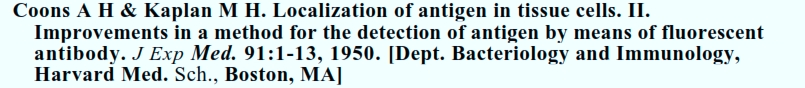 Coons A H & Kaplan M H. Localization of antigen in tissue cells. II.
Improvements in a method for the detection of antigen by means of fluorescent
antibody. J Exp Med. 91:1-13, 1950. [Dept. Bacteriology and Immunology,
Harvard Med. Sch., Boston, MA]